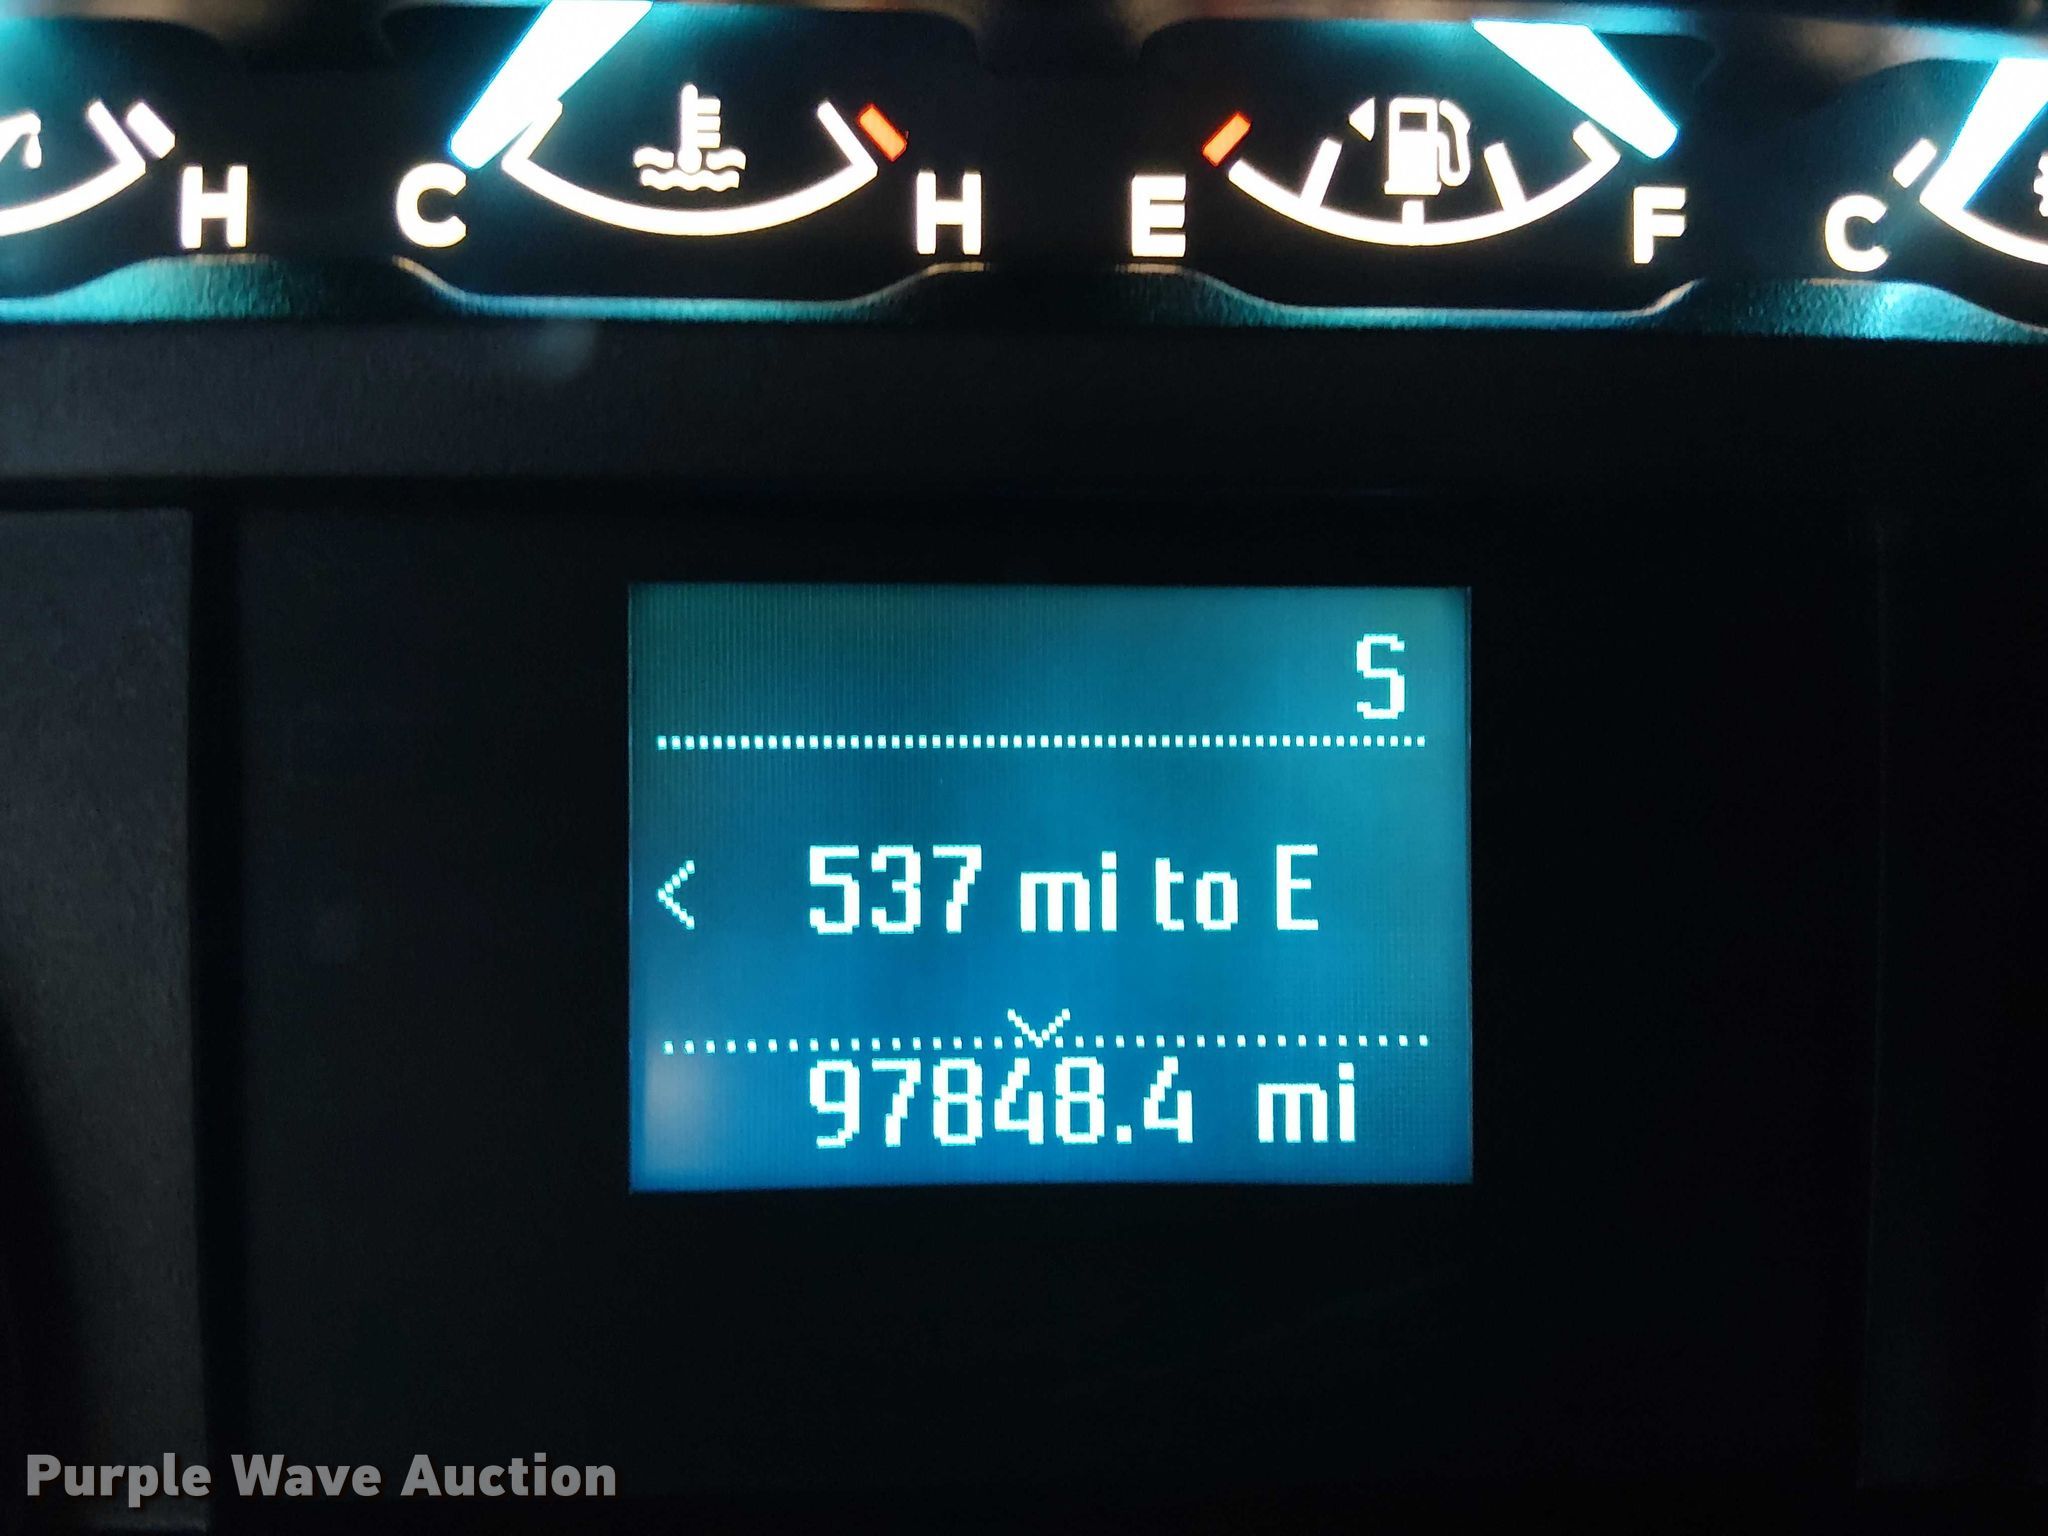 H C H E F C
S
< 537 mi to E
97848.4 mi
Purple Wave Auction